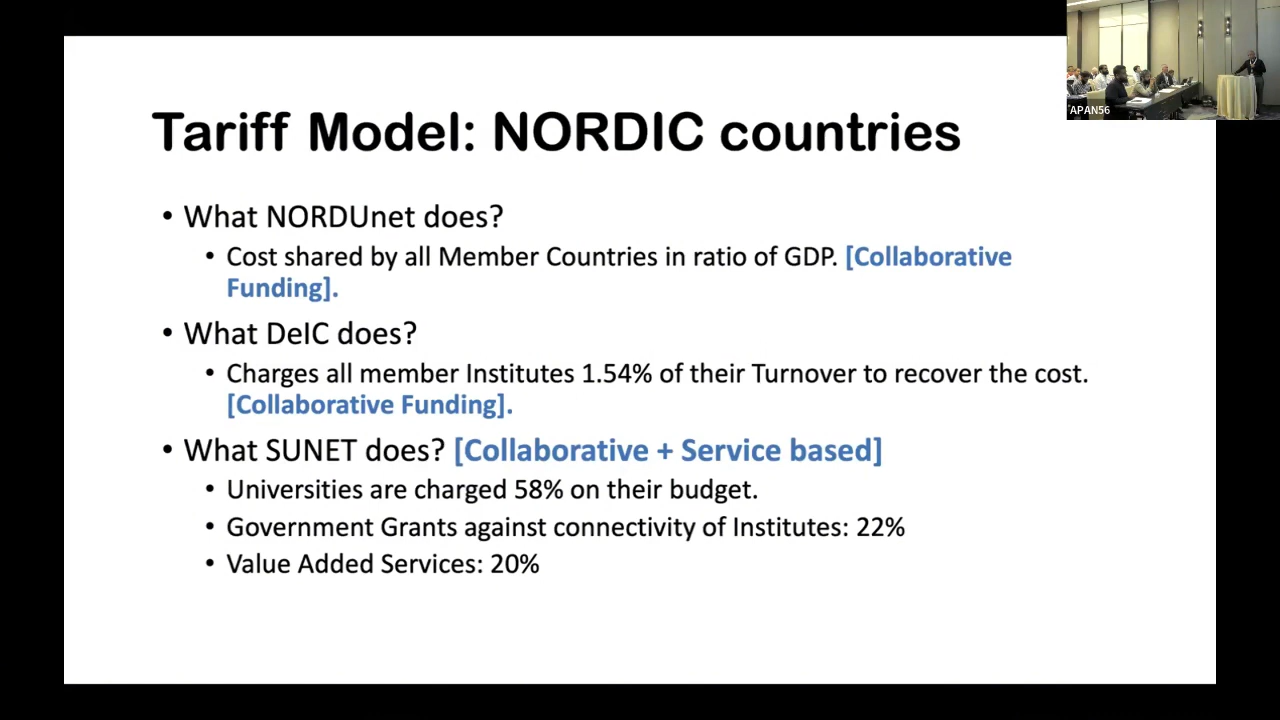 APAN56
Tariff Model: NORDIC countries
• What NORDUnet does?
• Cost shared by all Member Countries in ratio of GDP. [Collaborative
Funding].
• What DeIC does?
• Charges all member Institutes 1.54% of their Turnover to recover the cost.
[Collaborative Funding].
• What SUNET does? [Collaborative + Service based]
• Universities are charged 58% on their budget.
• Government Grants against connectivity of Institutes: 22%
• Value Added Services: 20%